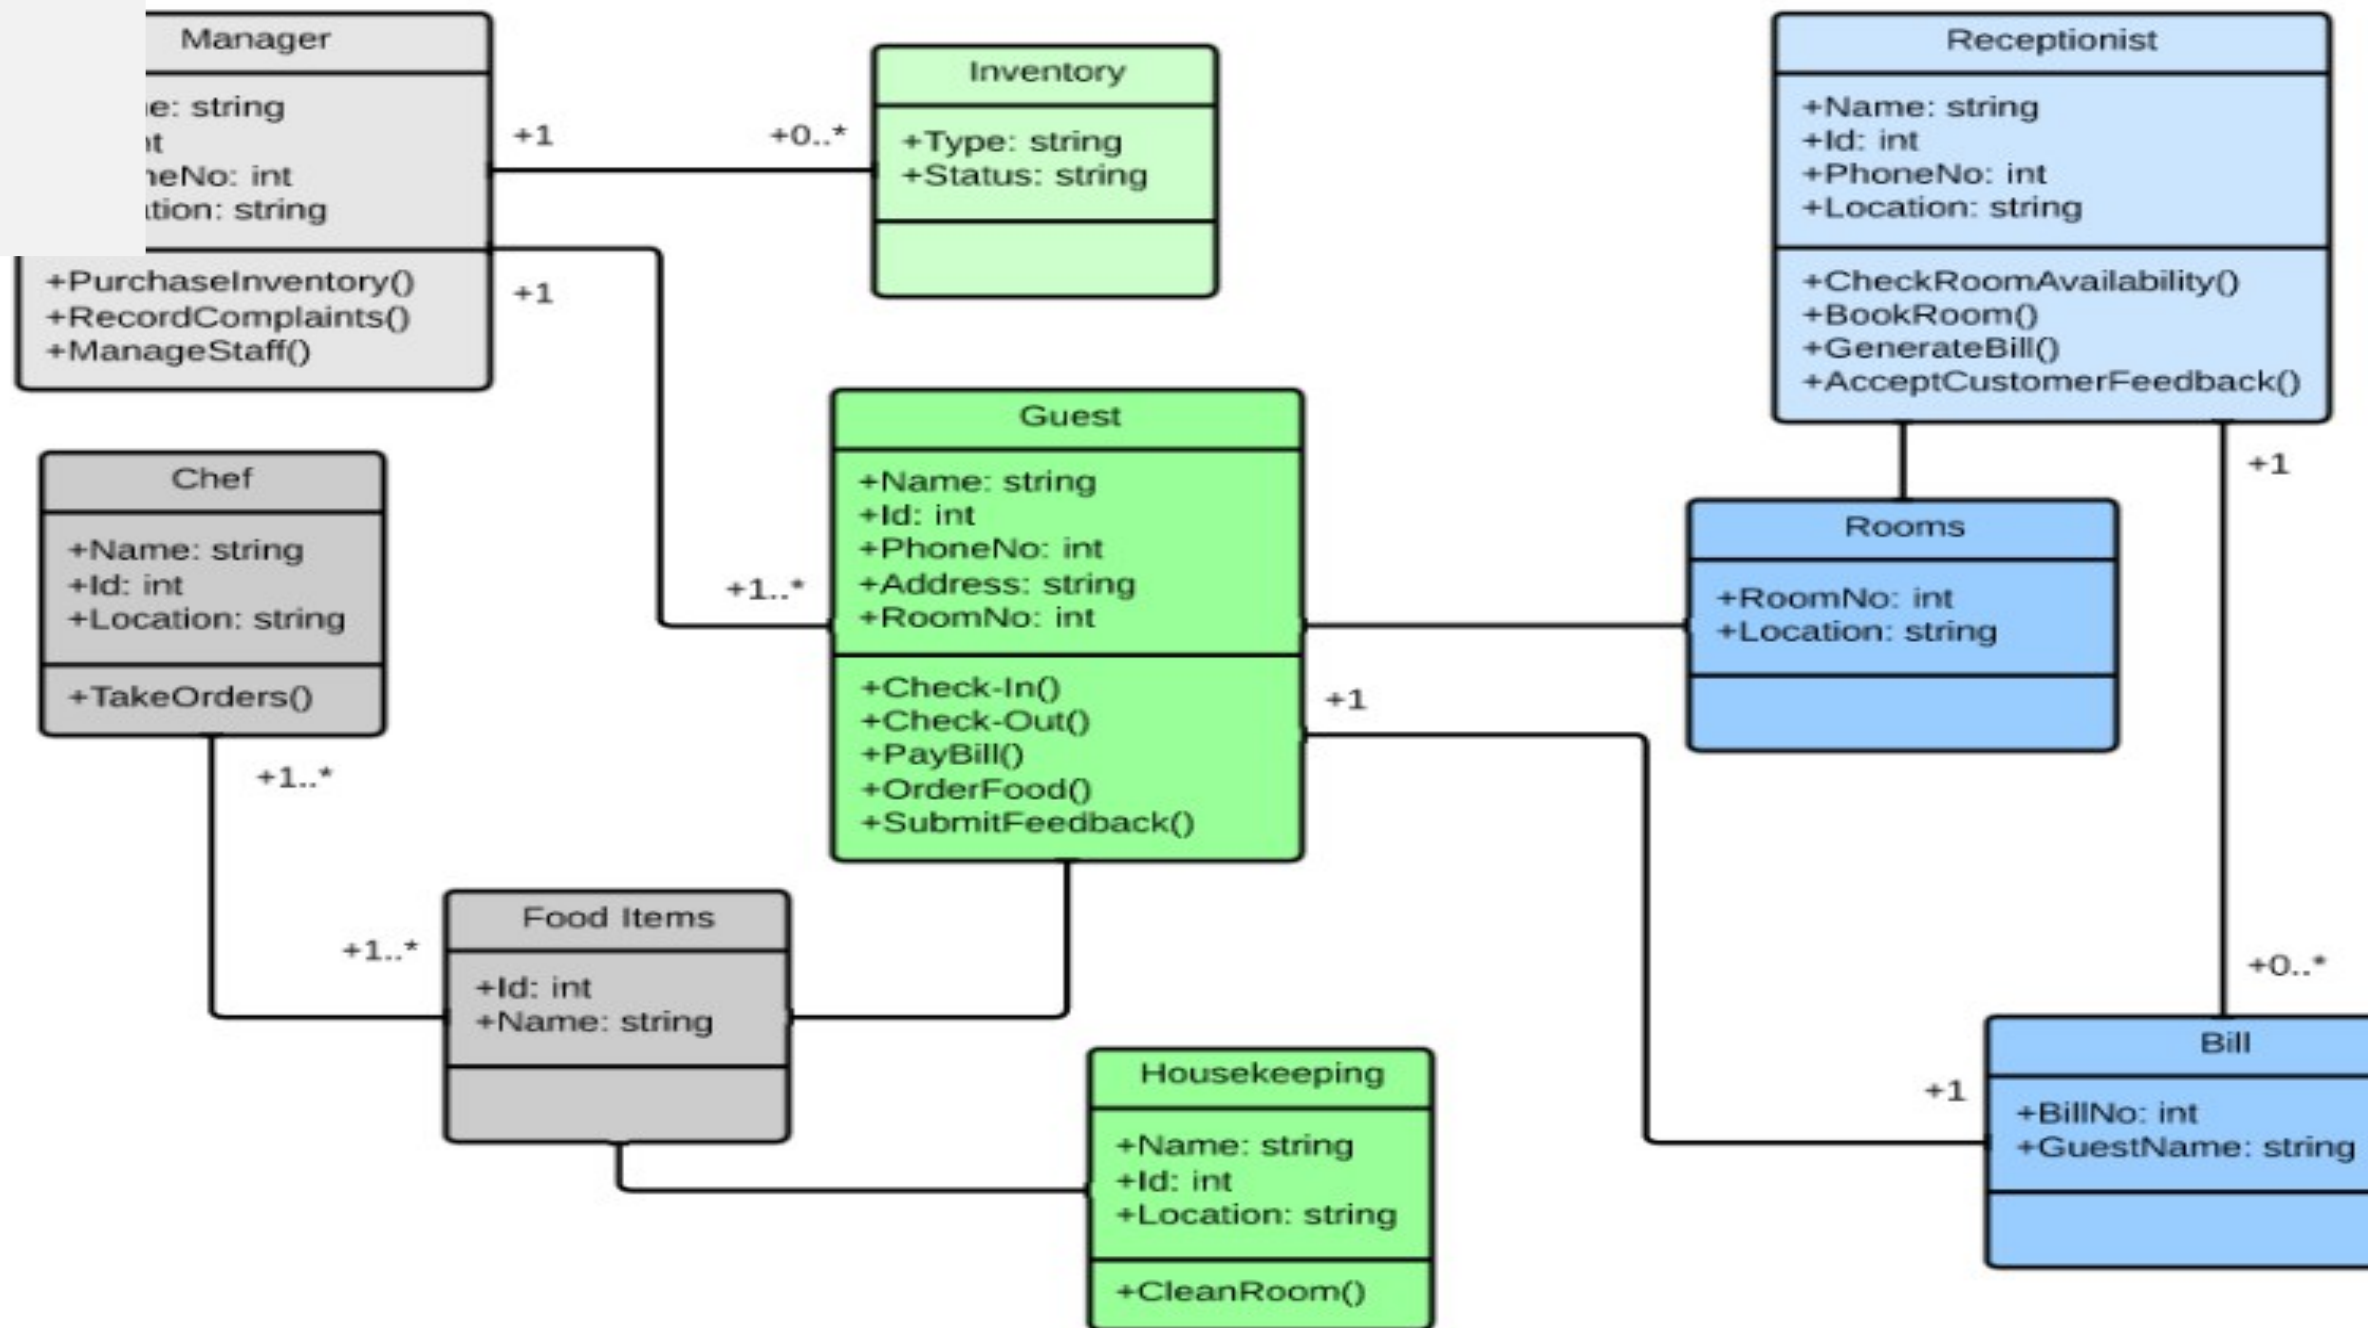 Manager
string
int
PurchaseInventory()
+RecordComplaints()
+ManageStaff()
+1
+0..*
+1
+1..*
Inventory
+Type: string
+Status: string
Receptionist
+Name: string
+Id: int
+PhoneNo: int
+Location: string
+CheckRoomAvailability()
+BookRoom()
+GenerateBill()
+AcceptCustomerFeedback()
+1
+0..*
Chef
+Name: string
+Id: int
+Location: string
+TakeOrders()
+1..*
+1..*
Guest
+Name: string
+Id: int
+PhoneNo: int
+Address: string
+RoomNo: int
+Check-In()
+Check-Out()
+PayBill()
+OrderFood()
+SubmitFeedback()
+1
+1
Rooms
+RoomNo: int
+Location: string
Food Items
+Id: int
+Name: string
Housekeeping
+Name: string
+Id: int
+Location: string
+CleanRoom()
Bill
+BillNo: int
+GuestName: string